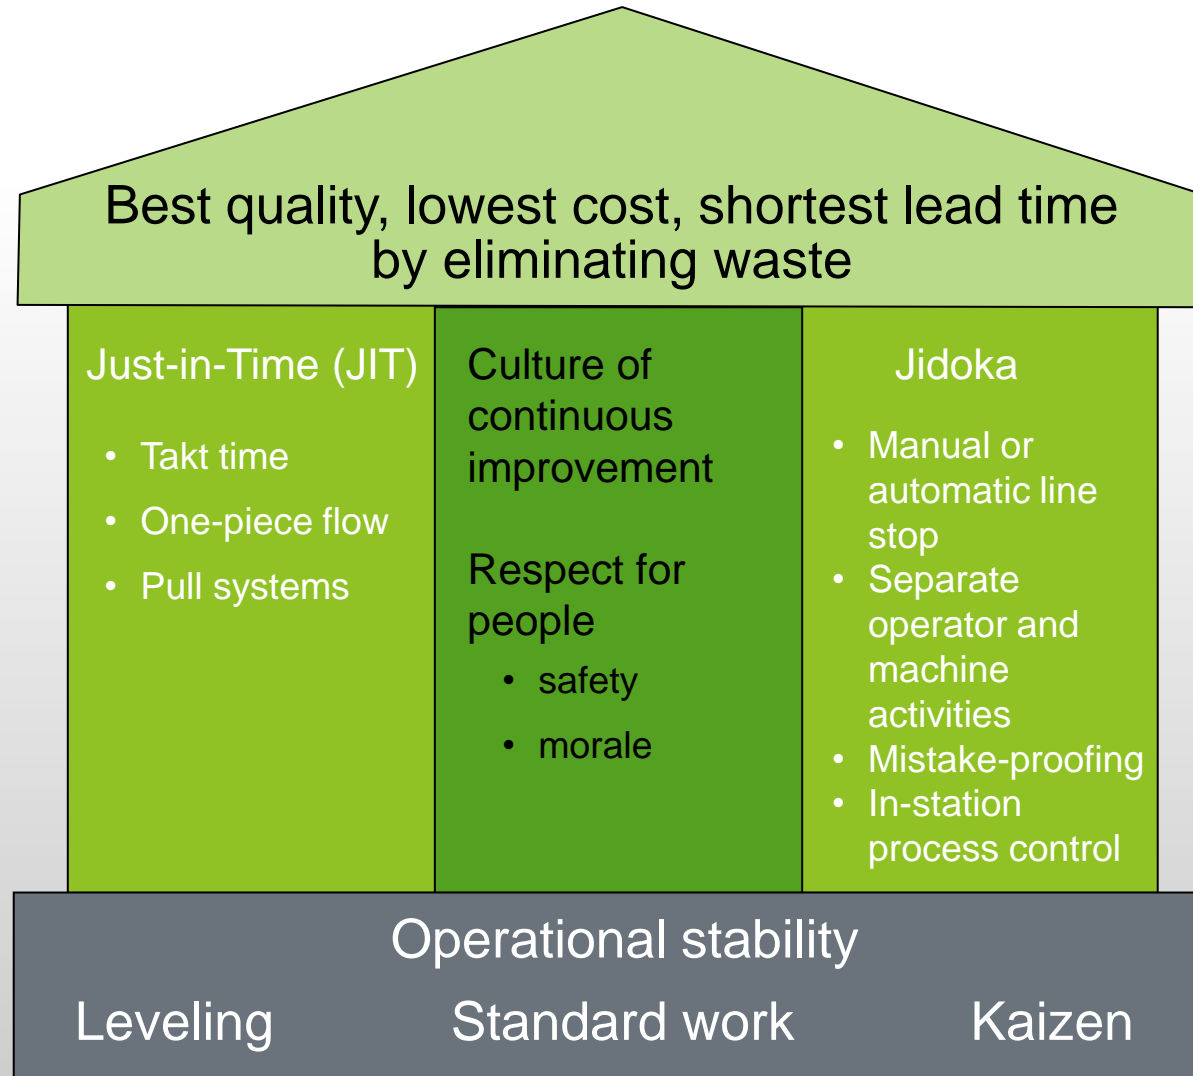 Best quality, lowest cost, shortest lead time
by eliminating waste
Just-in-Time (JIT)
• Takt time
• One-piece flow
• Pull systems
Culture of
continuous
improvement
Respect for
people
• safety
• morale
Jidoka
• Manual or
automatic line
stop
• Separate
operator and
machine
activities
• Mistake-proofing
• In-station
process control
Operational stability
Leveling Standard work Kaizen